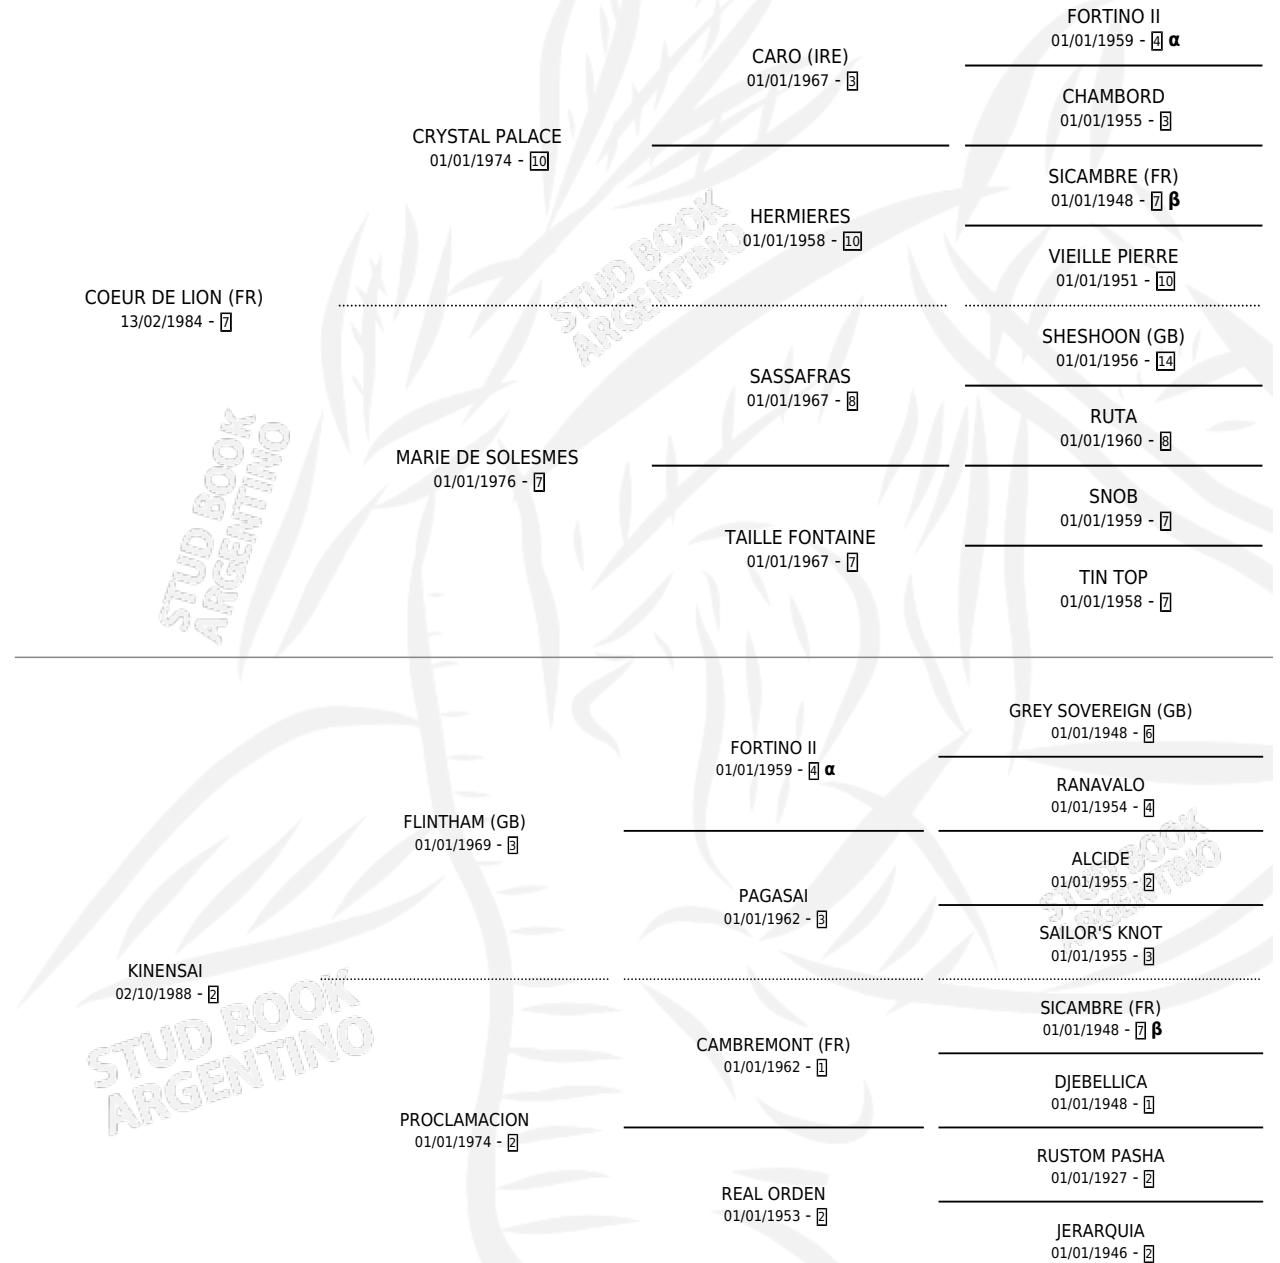 FORTINO II
01/01/1959 - 4 α
CARO (IRE)
01/01/1967 - 3
CHAMBORD
01/01/1955 - 3
CRYSTAL PALACE
01/01/1974 - 10
SICAMBRE (FR)
01/01/1948 - 7 β
HERMIERES
01/01/1958 - 10
VIEILLE PIERRE
01/01/1951 - 10
COEUR DE LION (FR)
13/02/1984 - 7
SHESHOON (GB)
01/01/1956 - 14
SASSAFRAS
01/01/1967 - 8
RUTA
01/01/1960 - 8
MARIE DE SOLESMES
01/01/1976 - 7
SNOB
01/01/1959 - 7
TAILLE FONTAINE
01/01/1967 - 7
TIN TOP
01/01/1958 - 7
GREY SOVEREIGN (GB)
01/01/1948 - 6
FORTINO II
01/01/1959 - 4 α
RANAVALO
01/01/1954 - 4
FLINTHAM (GB)
01/01/1969 - 3
ALCIDE
01/01/1955 - 2
PAGASAI
01/01/1962 - 3
SAILOR'S KNOT
01/01/1955 - 3
KINENSAI
02/10/1988 - 2
SICAMBRE (FR)
01/01/1948 - 7 β
CAMBREMONT (FR)
01/01/1962 - 1
DJEBELLICA
01/01/1948 - 1
PROCLAMACION
01/01/1974 - 2
RUSTOM PASHA
01/01/1927 - 2
REAL ORDEN
01/01/1953 - 2
JERARQUIA
01/01/1946 - 2
STUD BOOK
ARGENTINO
STUD BOOK
ARGENTINO
STUD BOOK
ARGENTINO
STUD BOOK
ARGENTINO